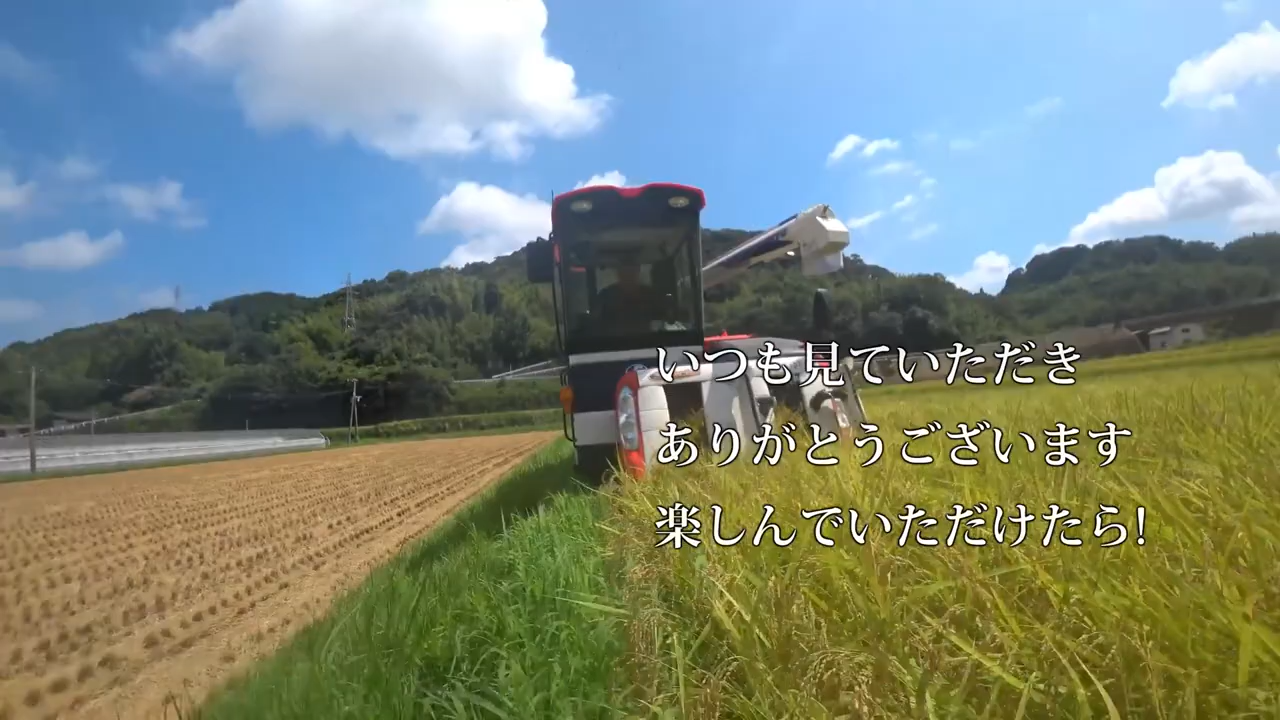 いつも見ていただき
ありがとうございます
楽しんでいただけたら!